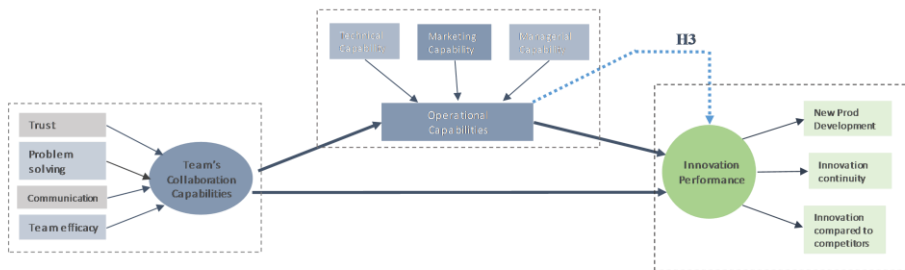 Technical
Capability
Marketing
Capability
Managerial
Capability
H3
Operational
Capabilities
Trust
Problem
solving
Communication
Team efficacy
Team's
Collaboration
Capabilities
Innovation
Performance
New Prod
Development
Innovation
continuity
Innovation
compared to
competitors